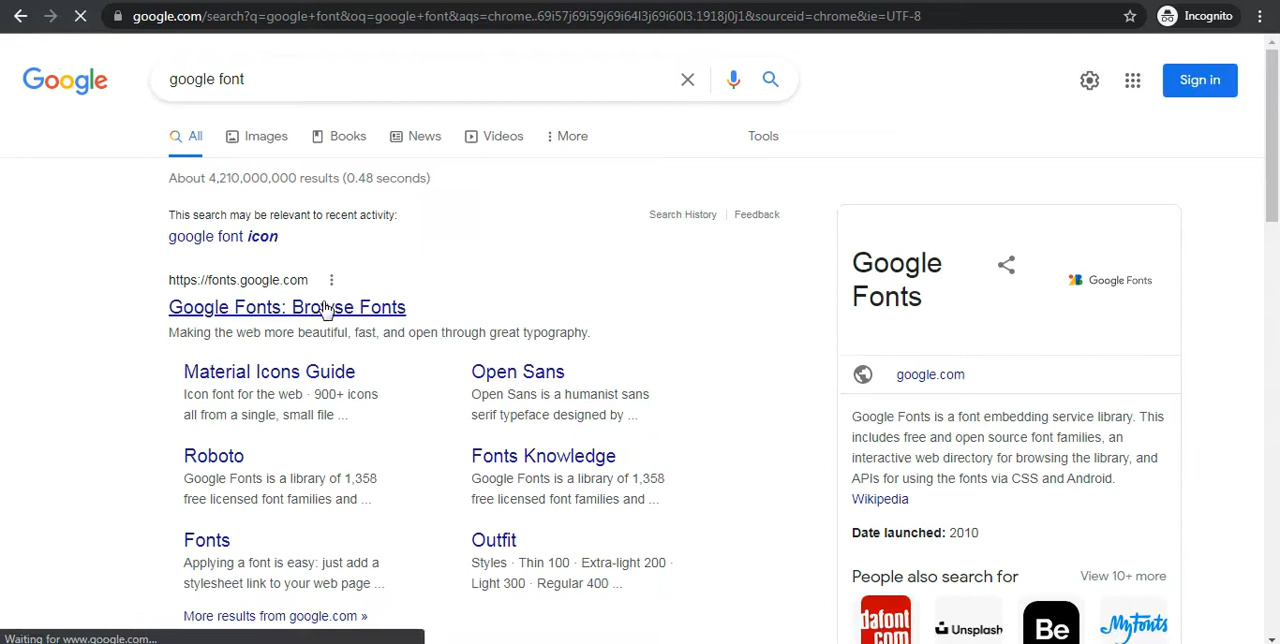 google.com/search?q=google+font&oq=google+font&aqs=chrome..69i57j69i59j69i64l3j69i60l3.1918j0j1&sourceid=chrome&ie=UTF-8
Incognito
Google
google font
Sign in
All
Images
Books
News
Videos
More
Tools
About 4,210,000,000 results (0.48 seconds)
This search may be relevant to recent activity:
Search History
Feedback
google font icon
https://fonts.google.com
Google Fonts: Browse Fonts
Making the web more beautiful, fast, and open through great typography.
Material Icons Guide
Icon font for the web · 900+ icons
all from a single, small file ...
Open Sans
Open Sans is a humanist sans
serif typeface designed by ...
Roboto
Google Fonts is a library of 1,358
free licensed font families and ...
Fonts Knowledge
Google Fonts is a library of 1,358
free licensed font families and ...
Fonts
Applying a font is easy: just add a
stylesheet link to your web page ...
Outfit
Styles · Thin 100 · Extra-light 200 ·
Light 300 · Regular 400 ...
More results from google.com »
Google
Fonts
Google Fonts
google.com
Google Fonts is a font embedding service library. This
includes free and open source font families, an
interactive web directory for browsing the library, and
APIs for using the fonts via CSS and Android.
Wikipedia
Date launched: 2010
People also search for
View 10+ more
dafont
com
Unsplash
Be
MyFonts
Waiting for www.google.com...